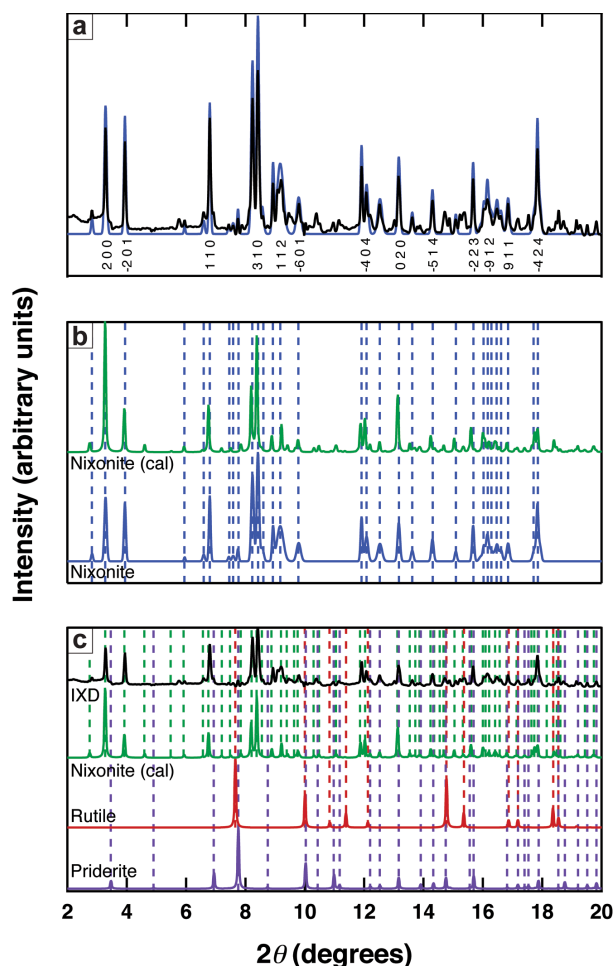 a
2 0 0
-2 0 1
1 1 0
3 1 0
1 1 2
-6 0 1
-4 0 4
0 2 0
-5 1 4
-2 2 3
-9 1 2
9 1 1
-4 2 4
Intensity (arbitrary units)
b
Nixonite (cal)
Nixonite
c
IXD
Nixonite (cal)
Rutile
Priderite
2 4 6 8 10 12 14 16 18 20
2θ (degrees)